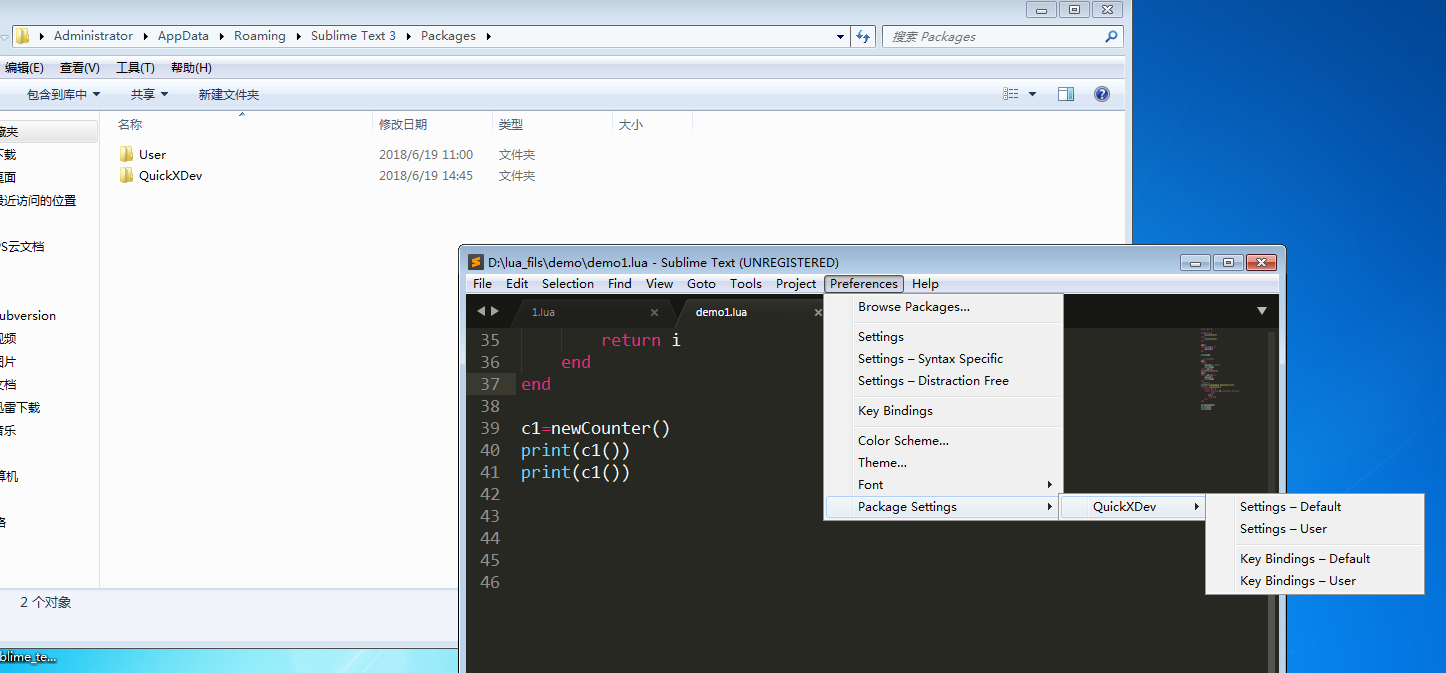 Administrator AppData Roaming Sublime Text 3 Packages 搜索 Packages
编辑(E) 查看(V) 工具(T) 帮助(H)
包含到库中 共享 新建文件夹
名称 修改日期 类型 大小
User 2018/6/19 11:00 文件夹
QuickXDev 2018/6/19 14:45 文件夹
藏夹
下载
桌面
最近访问的位置
PS云文档
ubversion
视频
图片
文档
迅雷下载
音乐
算机
络
2 个对象
blime_te...
D:\lua_fils\demo\demo1.lua - Sublime Text (UNREGISTERED)
File Edit Selection Find View Goto Tools Project Preferences Help
1.lua demo1.lua
35 return i
36 end
37 end
38
39 c1=newCounter()
40 print(c1())
41 print(c1())
42
43
44
45
46
Browse Packages...
Settings
Settings – Syntax Specific
Settings – Distraction Free
Key Bindings
Color Scheme...
Theme...
Font
Package Settings
QuickXDev
Settings – Default
Settings – User
Key Bindings – Default
Key Bindings – User